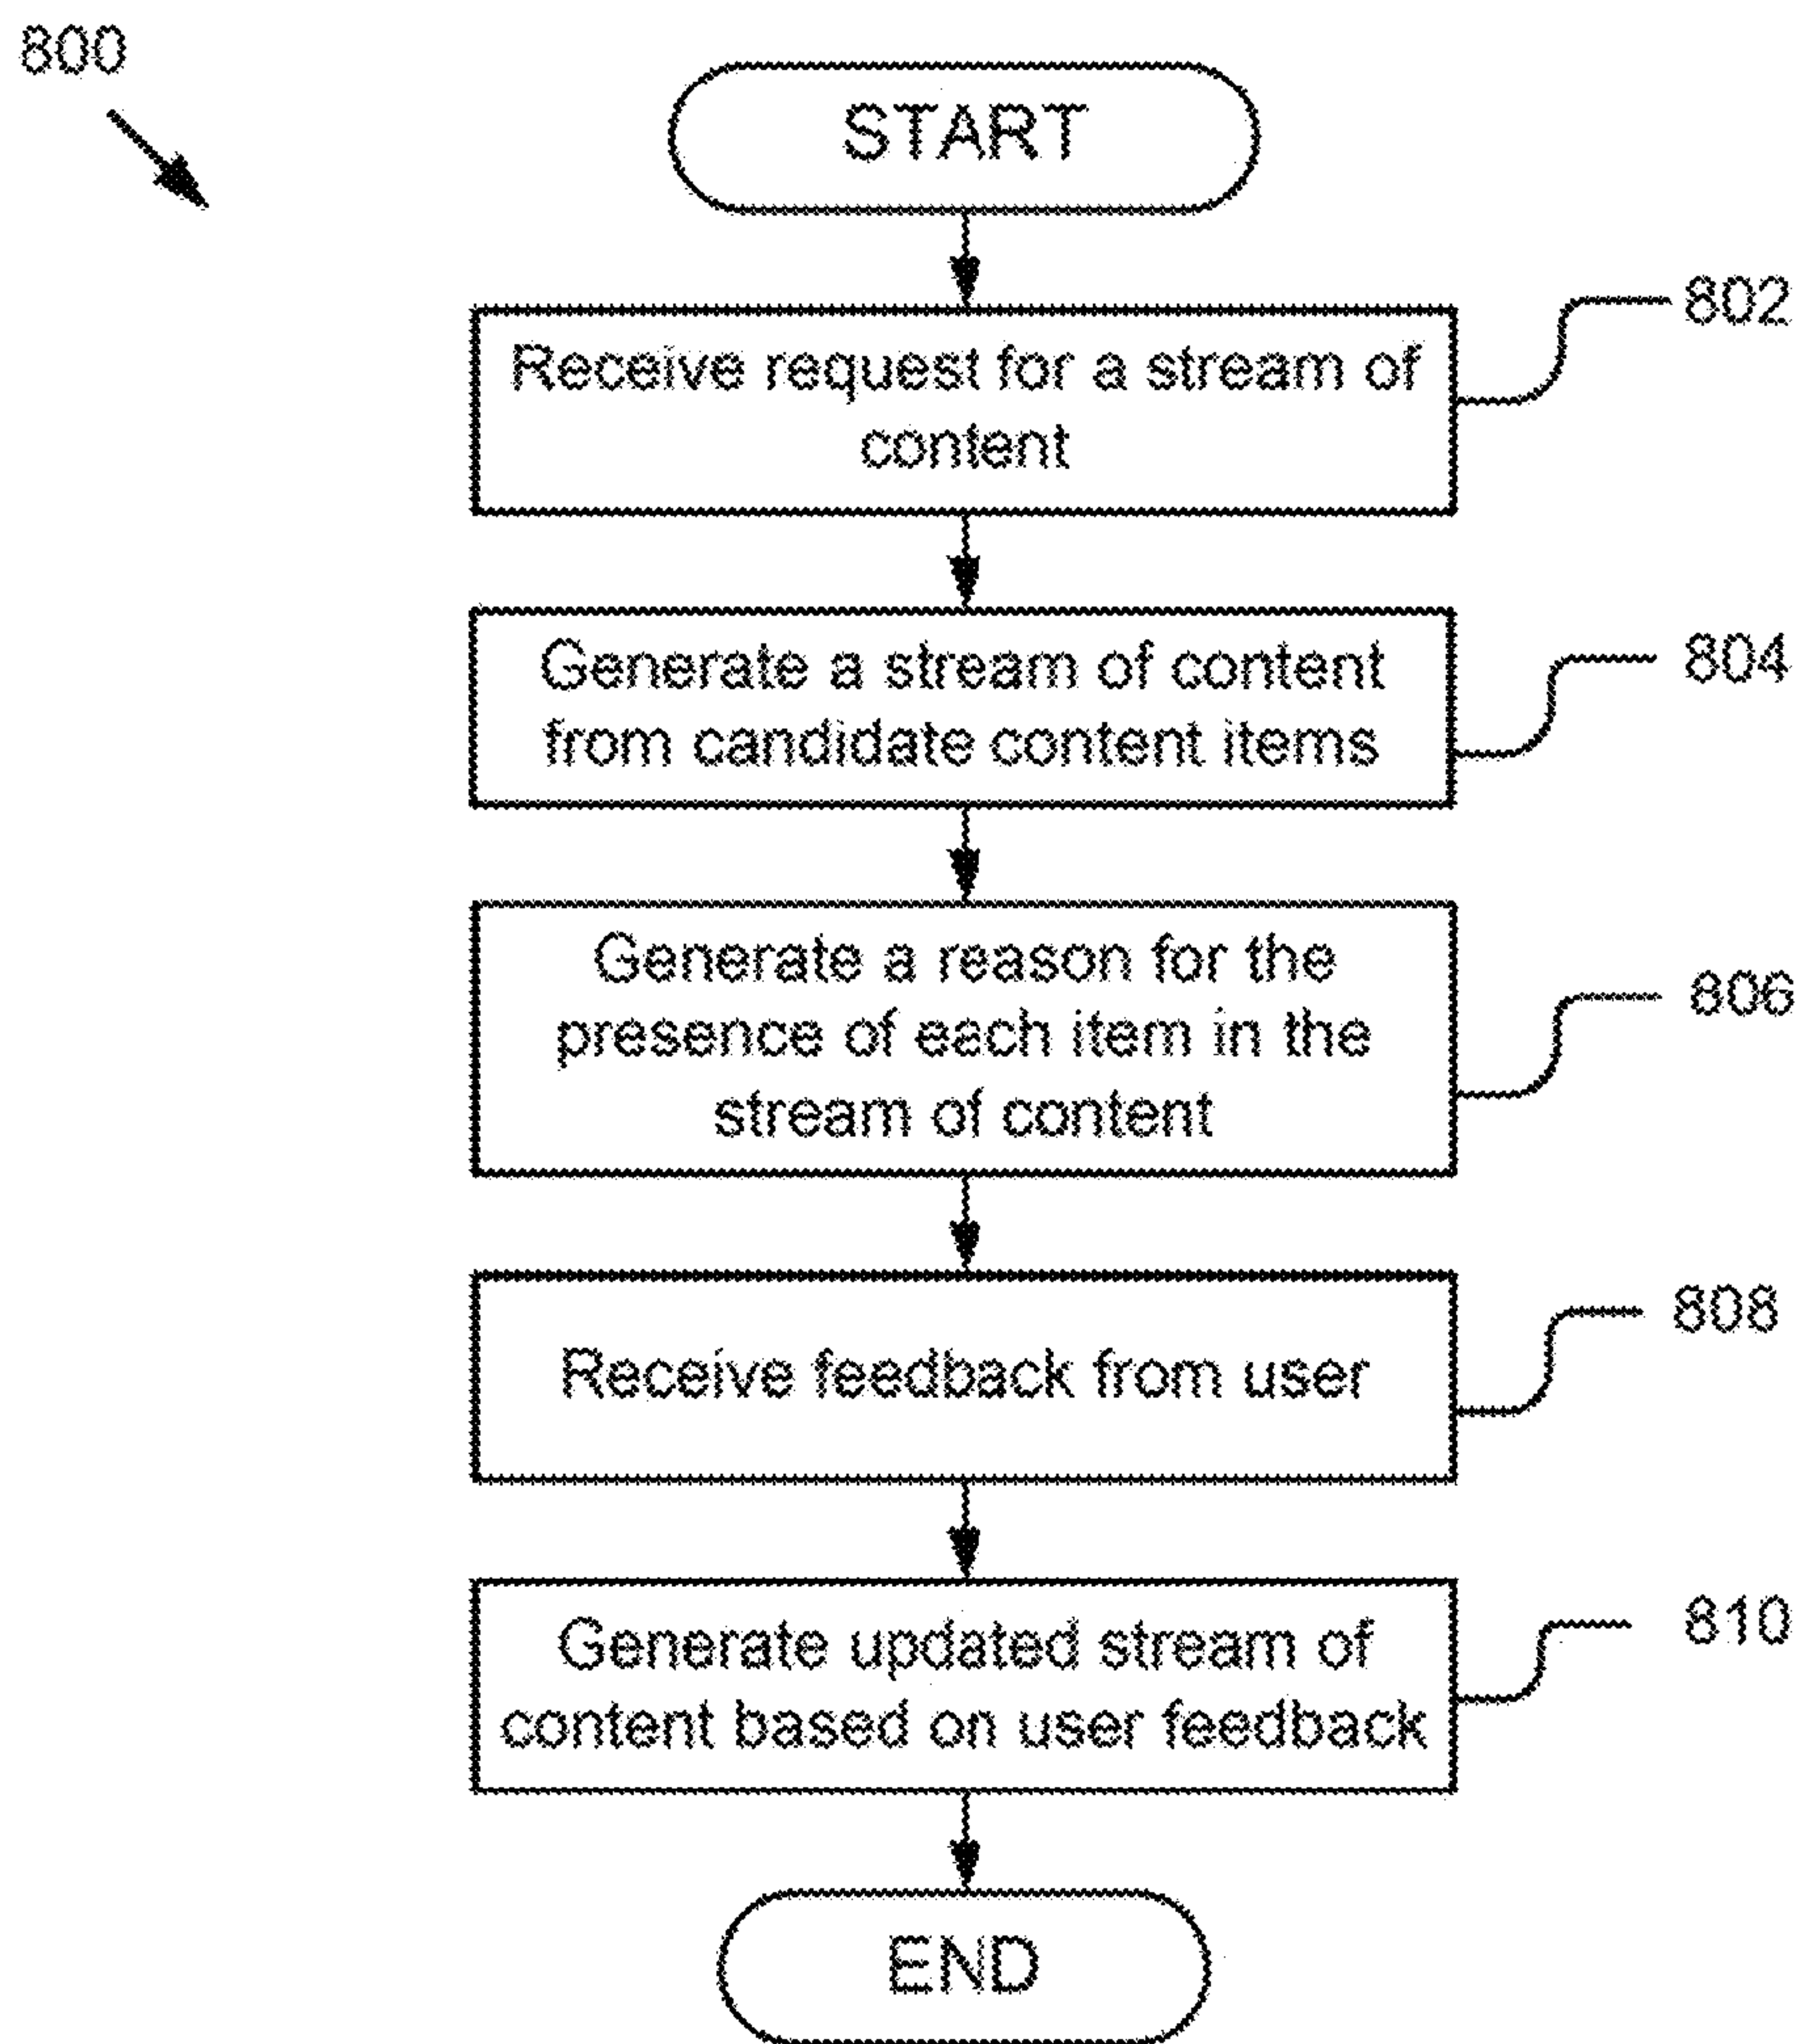 800
START
802
Receive request for a stream of
content
804
Generate a stream of content
from candidate content items
806
Generate a reason for the
presence of each item in the
stream of content
808
Receive feedback from user
810
Generate updated stream of
content based on user feedback
END